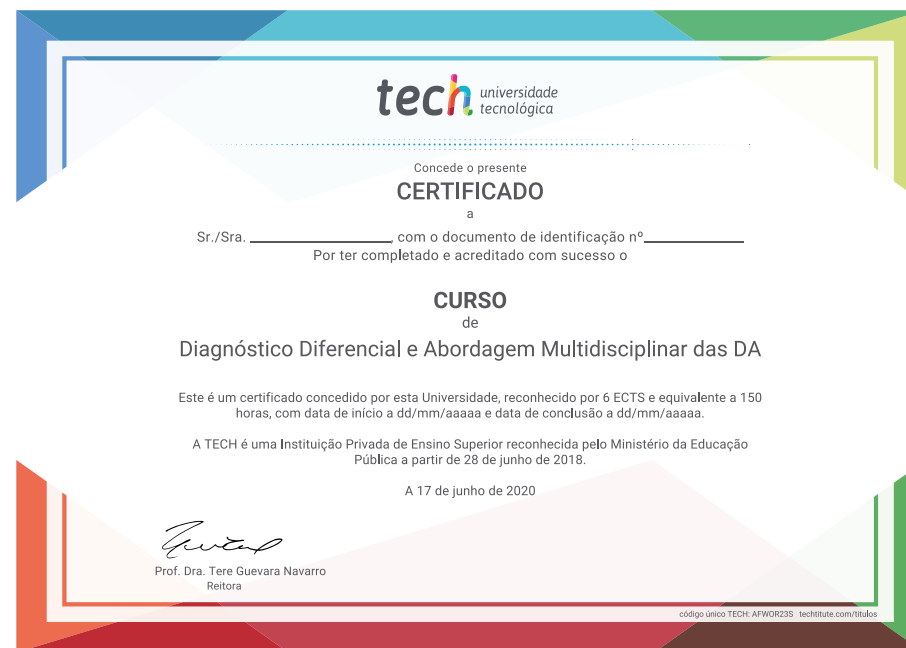 tech universidade
tecnológica
Concede o presente
CERTIFICADO
a
Sr./Sra. , com o documento de identificação nº
Por ter completado e acreditado com sucesso o
CURSO
de
Diagnóstico Diferencial e Abordagem Multidisciplinar das DA
Este é um certificado concedido por esta Universidade, reconhecido por 6 ECTS e equivalente a 150
horas, com data de início a dd/mm/aaaaa e data de conclusão a dd/mm/aaaaa.
A TECH é uma Instituição Privada de Ensino Superior reconhecida pelo Ministério da Educação
Pública a partir de 28 de junho de 2018.
A 17 de junho de 2020
Prof. Dra. Tere Guevara Navarro
Reitora
código único TECH: AFWOR23S techtitute.com/titulos